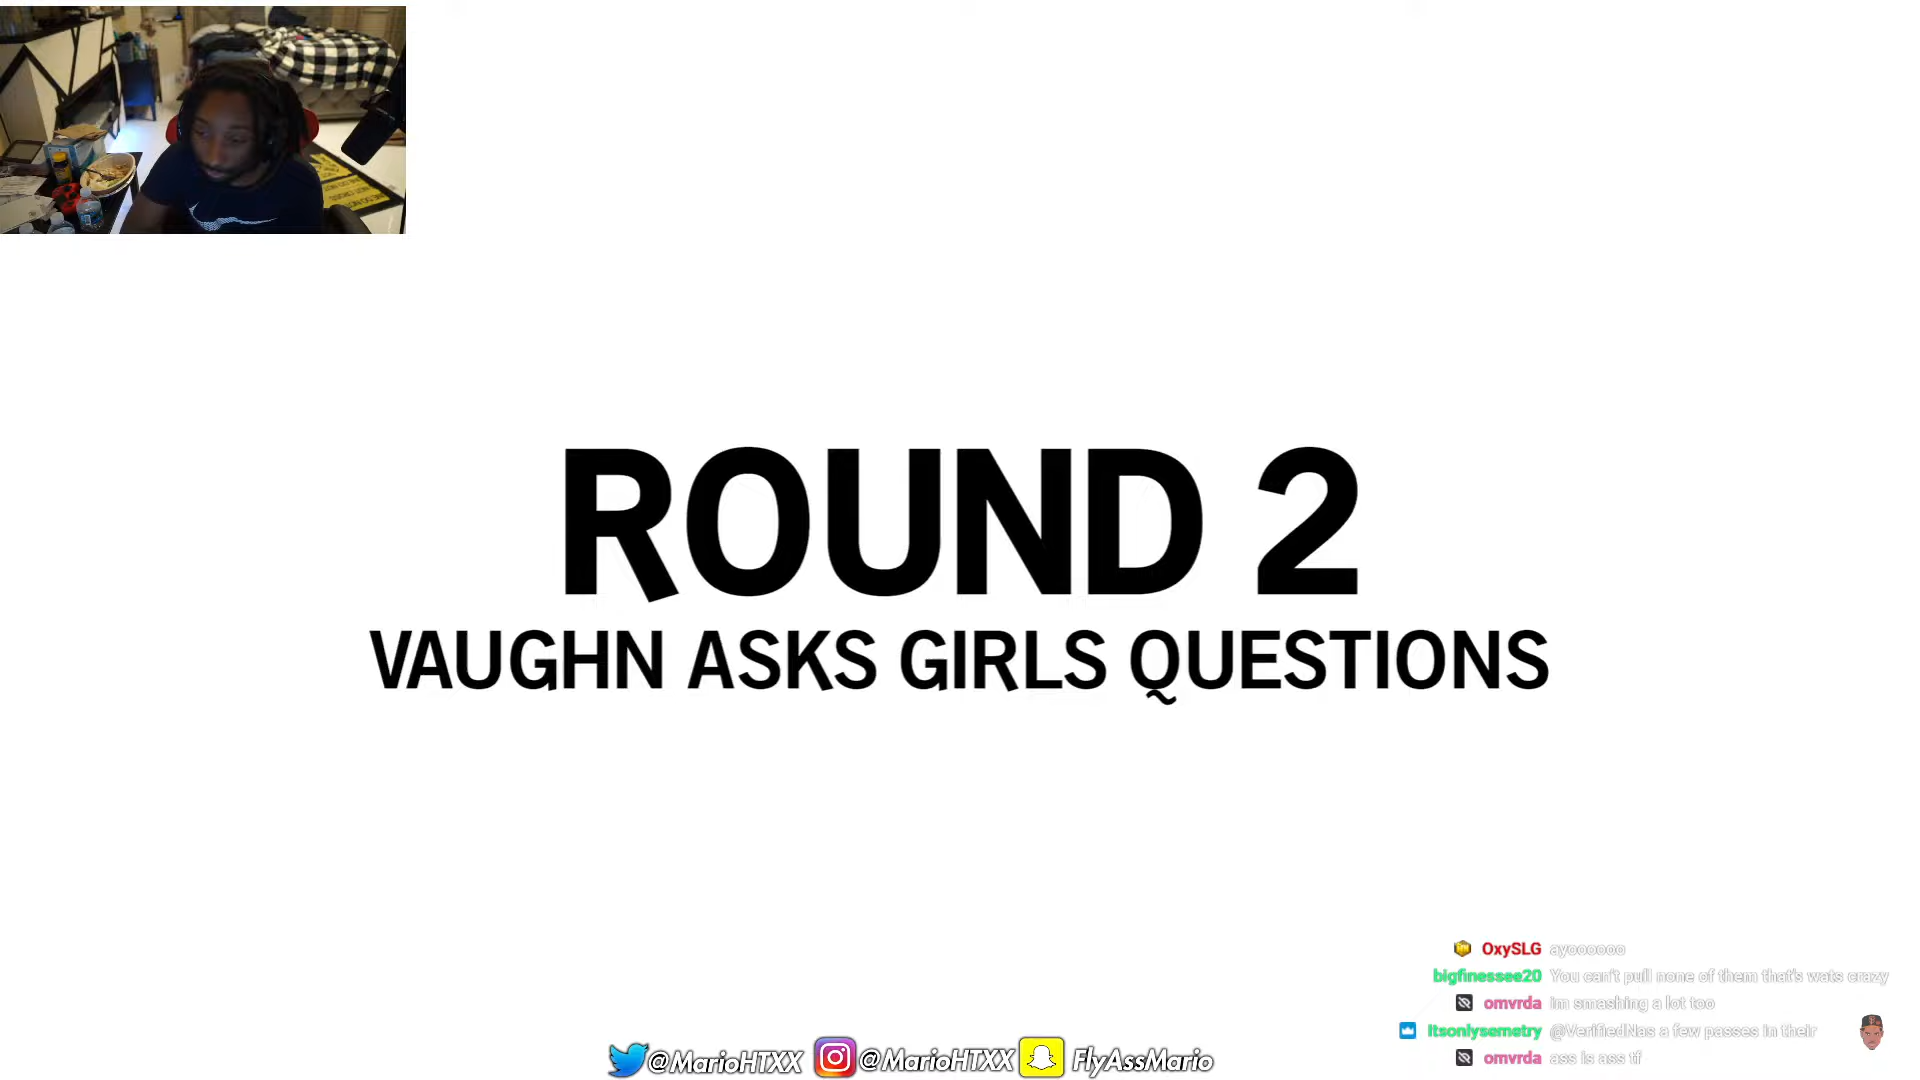 ROUND 2
VAUGHN ASKS GIRLS QUESTIONS
OxySLG ayoooooo
bigfinessee20 You can't pull none of them that's wats crazy
omvrda Im smashing a lot too
Itsonlysemetry @VerifiedNas a few passes in their
omvrda ass is ass tf
@MarioHTXX @MarioHTXX FlyAssMario